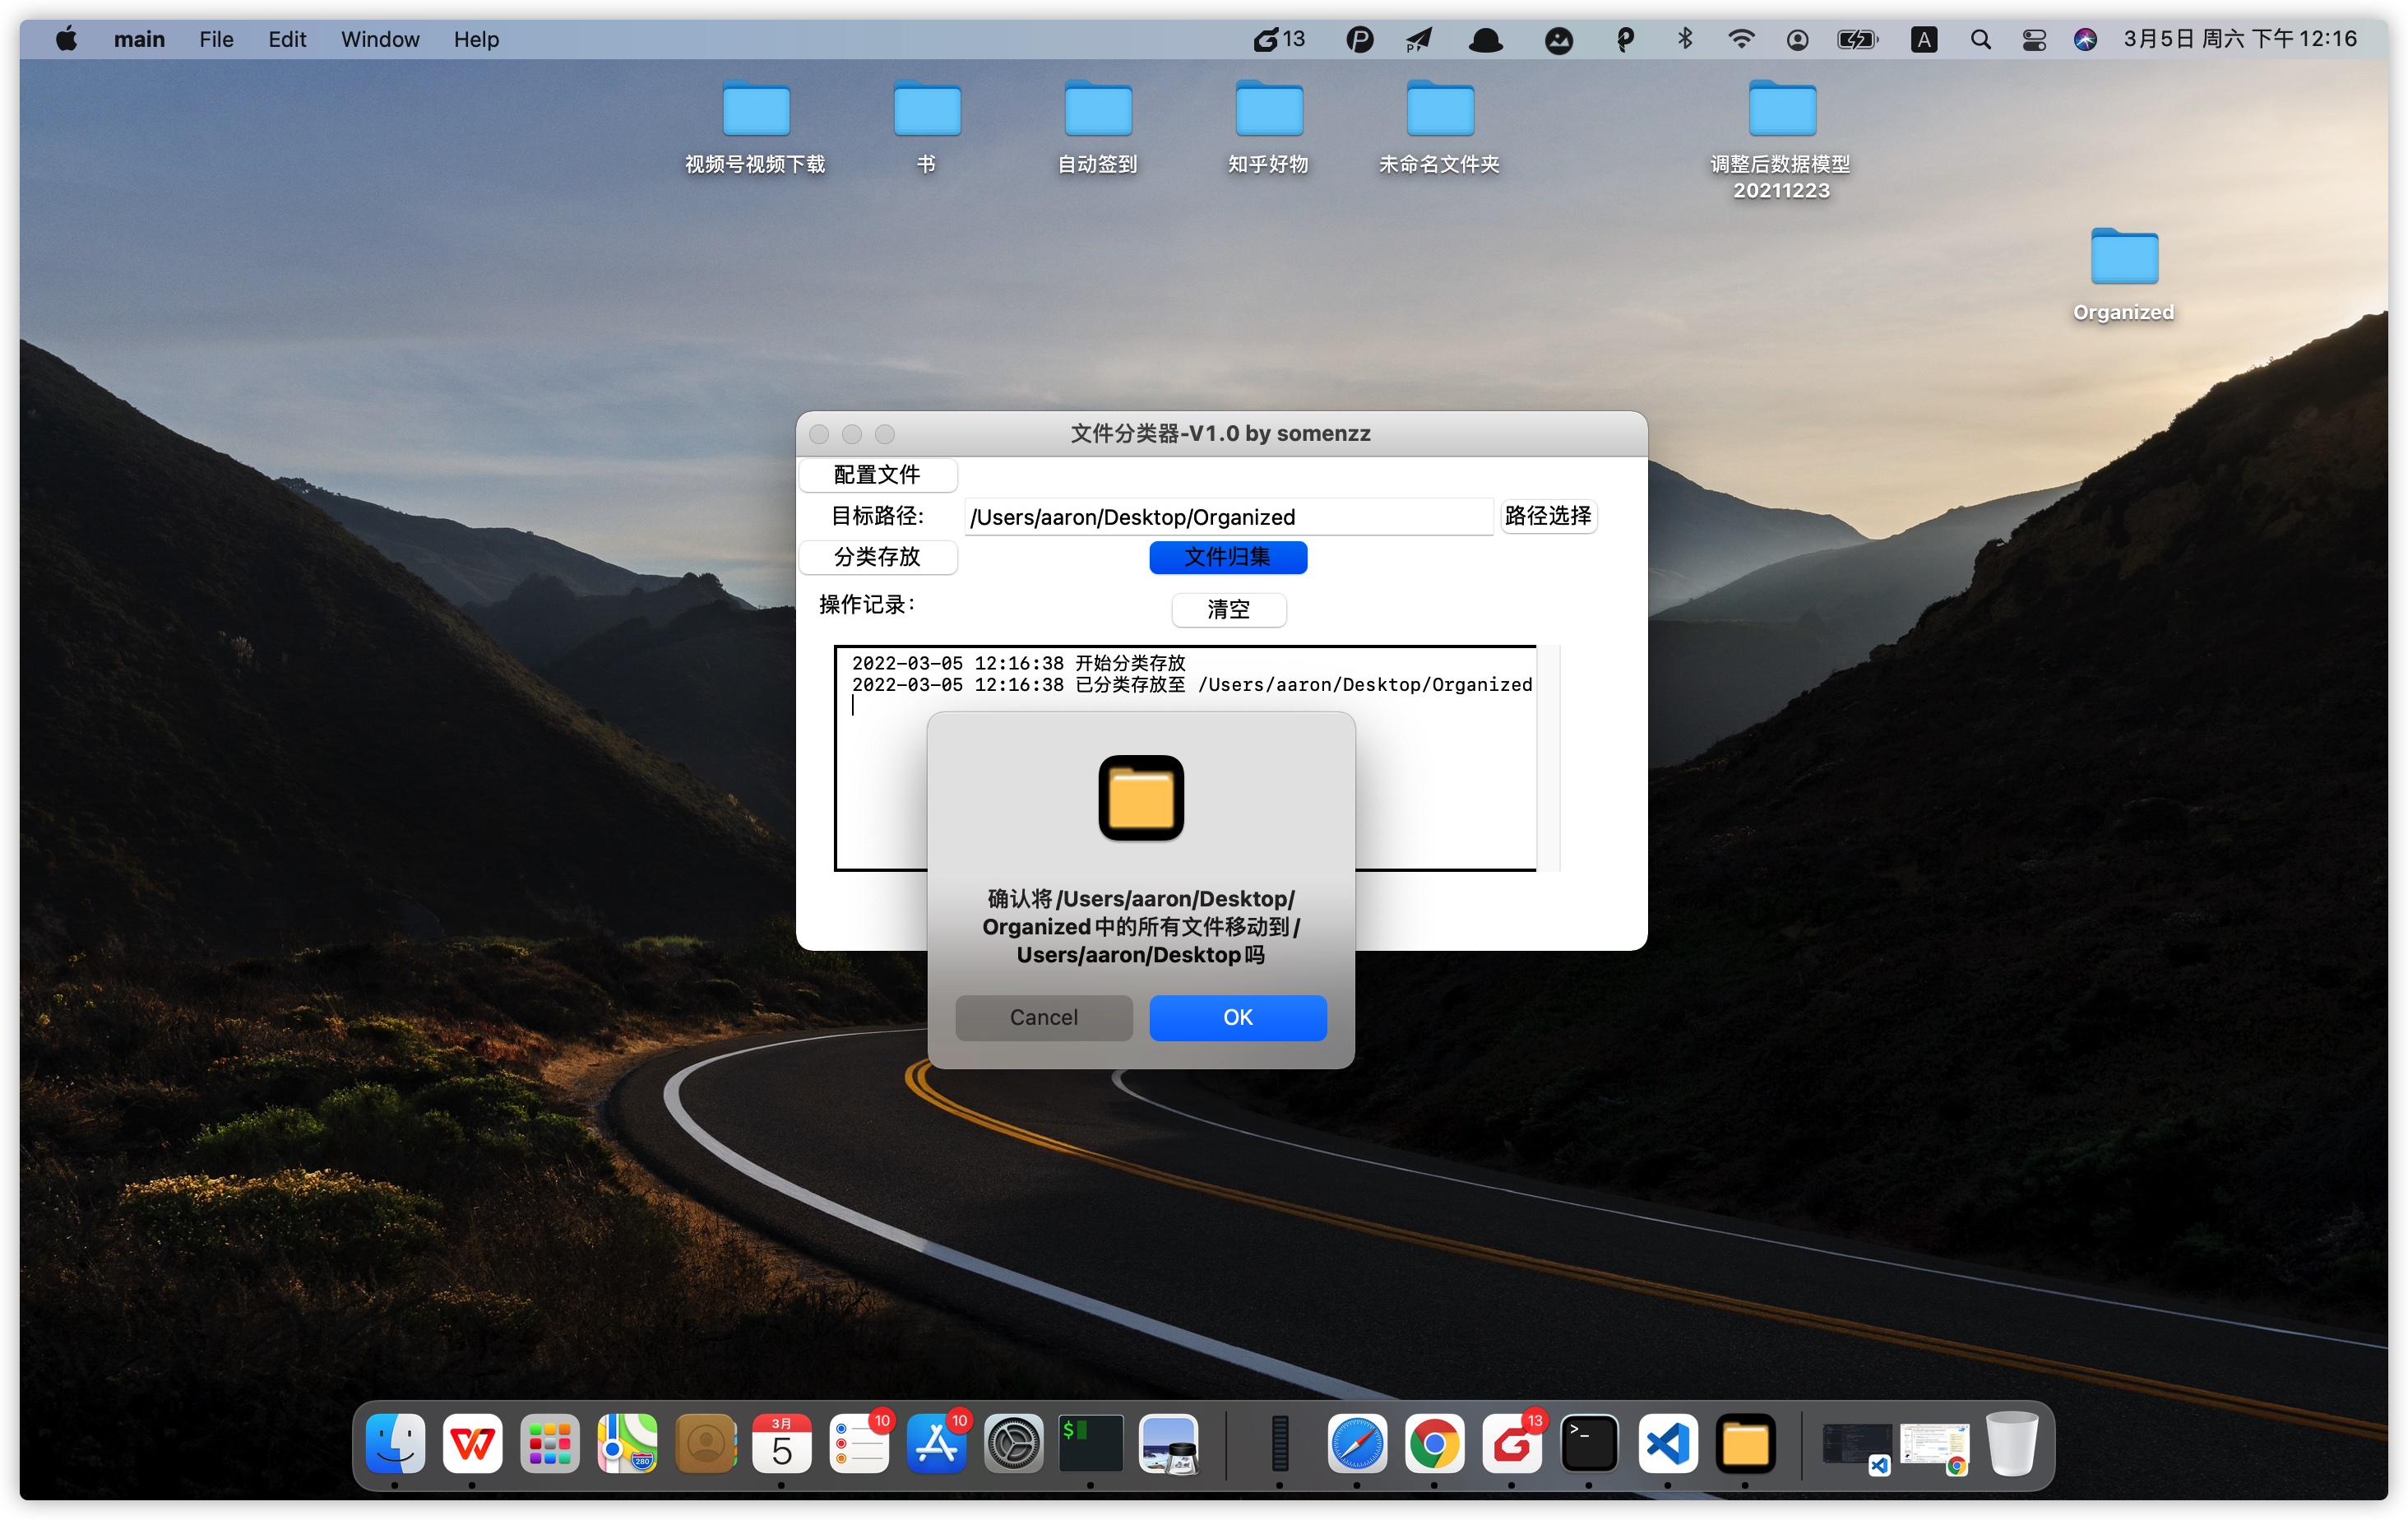 main File Edit Window Help 13 A 3月5日 周六 下午 12:16
视频号视频下载 书 自动签到 知乎好物 未命名文件夹 调整后数据模型
20211223
Organized
文件分类器-V1.0 by somenzz
配置文件
目标路径: /Users/aaron/Desktop/Organized 路径选择
分类存放 文件归集
操作记录: 清空
2022-03-05 12:16:38 开始分类存放
2022-03-05 12:16:38 已分类存放至 /Users/aaron/Desktop/Organized
确认将/Users/aaron/Desktop/
Organized中的所有文件移动到/
Users/aaron/Desktop吗
Cancel OK
3月 10 10 $ 13 >_
5
280